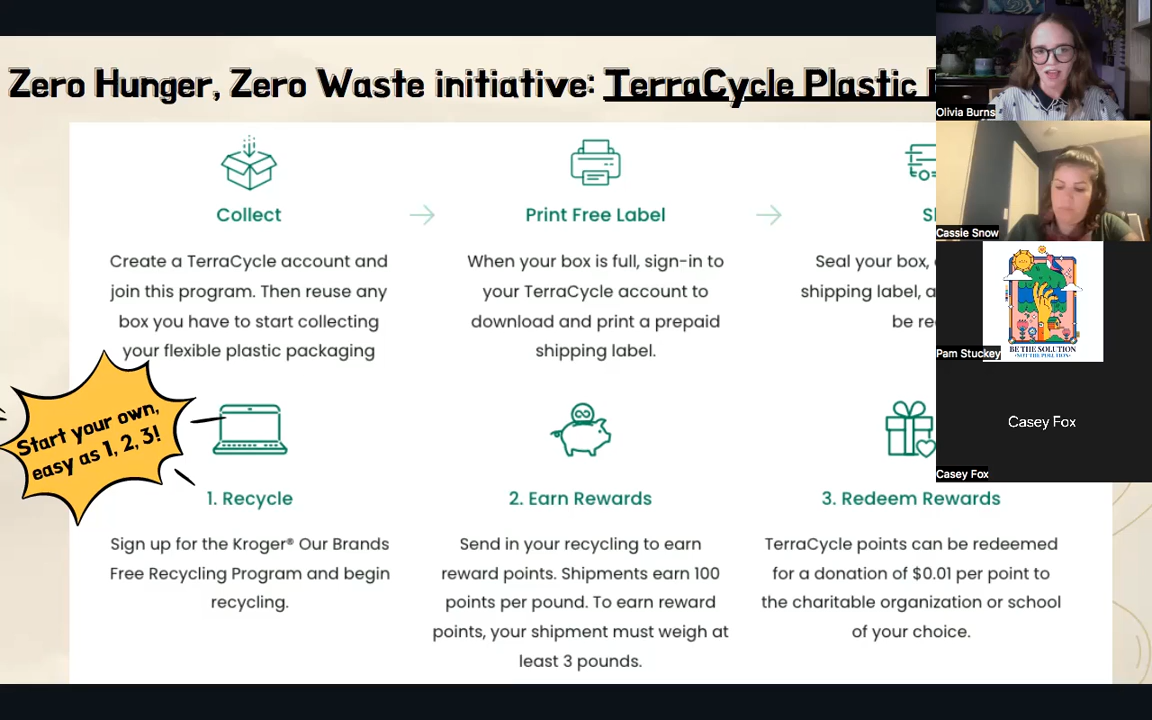 Zero Hunger, Zero Waste initiative: TerraCycle Plastic
Olivia Burns
Cassie Snow
BE THE SOLUTION
Pam Stuckey
Casey Fox
Casey Fox
Collect
Create a TerraCycle account and
join this program. Then reuse any
box you have to start collecting
your flexible plastic packaging
Print Free Label
When your box is full, sign-in to
your TerraCycle account to
download and print a prepaid
shipping label.
Seal your box,
shipping label, a
be re
Start your own,
easy as 1, 2, 3!
1. Recycle
Sign up for the Kroger® Our Brands
Free Recycling Program and begin
recycling.
2. Earn Rewards
Send in your recycling to earn
reward points. Shipments earn 100
points per pound. To earn reward
points, your shipment must weigh at
least 3 pounds.
3. Redeem Rewards
TerraCycle points can be redeemed
for a donation of $0.01 per point to
the charitable organization or school
of your choice.